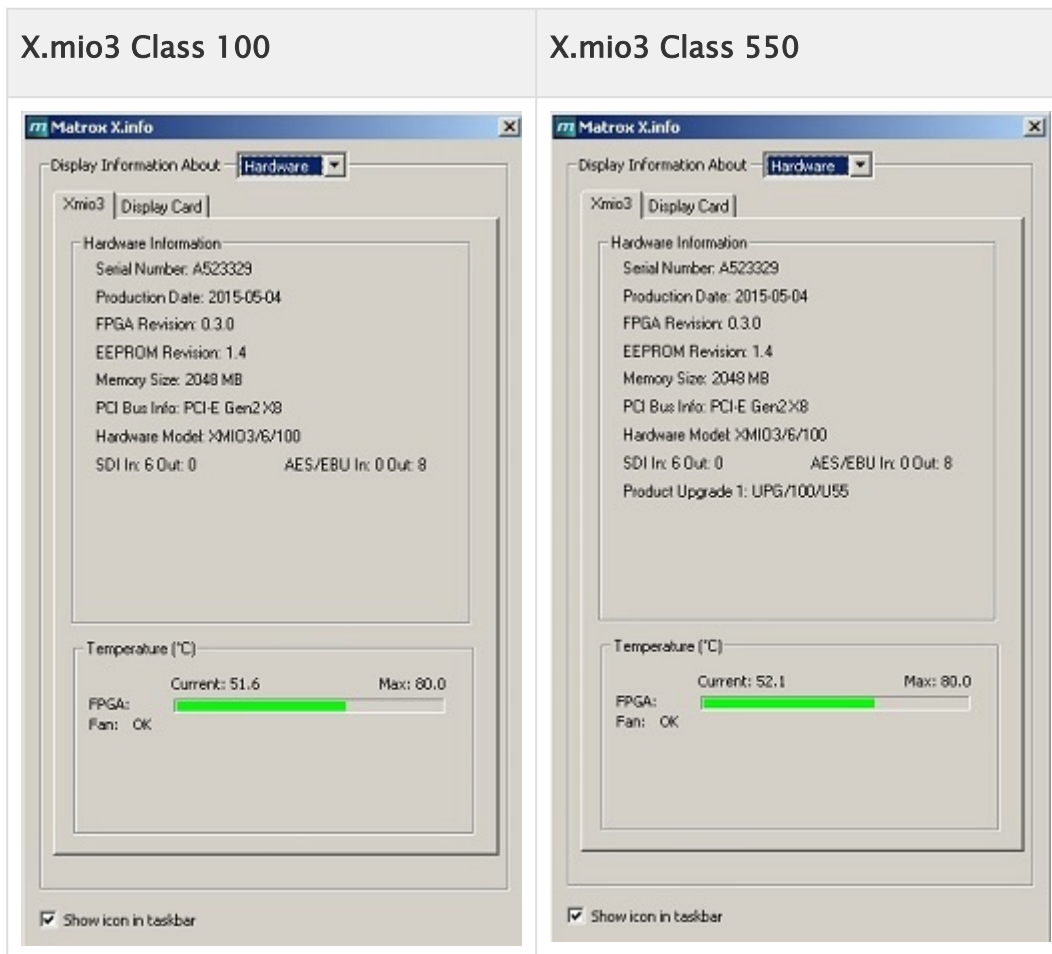 X.mio3 Class 100
Matrox X.info
Display Information About Hardware
Xmio3 Display Card
Hardware Information
Serial Number: A523329
Production Date: 2015-05-04
FPGA Revision: 0.3.0
EEPROM Revision: 1.4
Memory Size: 2048 MB
PCI Bus Info: PCI-E Gen2 X8
Hardware Model: XMIO3/6/100
SDI In: 6 Out: 0 AES/EBU In: 0 Out: 8
Temperature (°C)
Current: 51.6 Max: 80.0
FPGA:
Fan: OK
Show icon in taskbar
X.mio3 Class 550
Matrox X.info
Display Information About Hardware
Xmio3 Display Card
Hardware Information
Serial Number: A523329
Production Date: 2015-05-04
FPGA Revision: 0.3.0
EEPROM Revision: 1.4
Memory Size: 2048 MB
PCI Bus Info: PCI-E Gen2 X8
Hardware Model: XMIO3/6/100
SDI In: 6 Out: 0 AES/EBU In: 0 Out: 8
Product Upgrade 1: UPG/100/U55
Temperature (°C)
Current: 52.1 Max: 80.0
FPGA:
Fan: OK
Show icon in taskbar